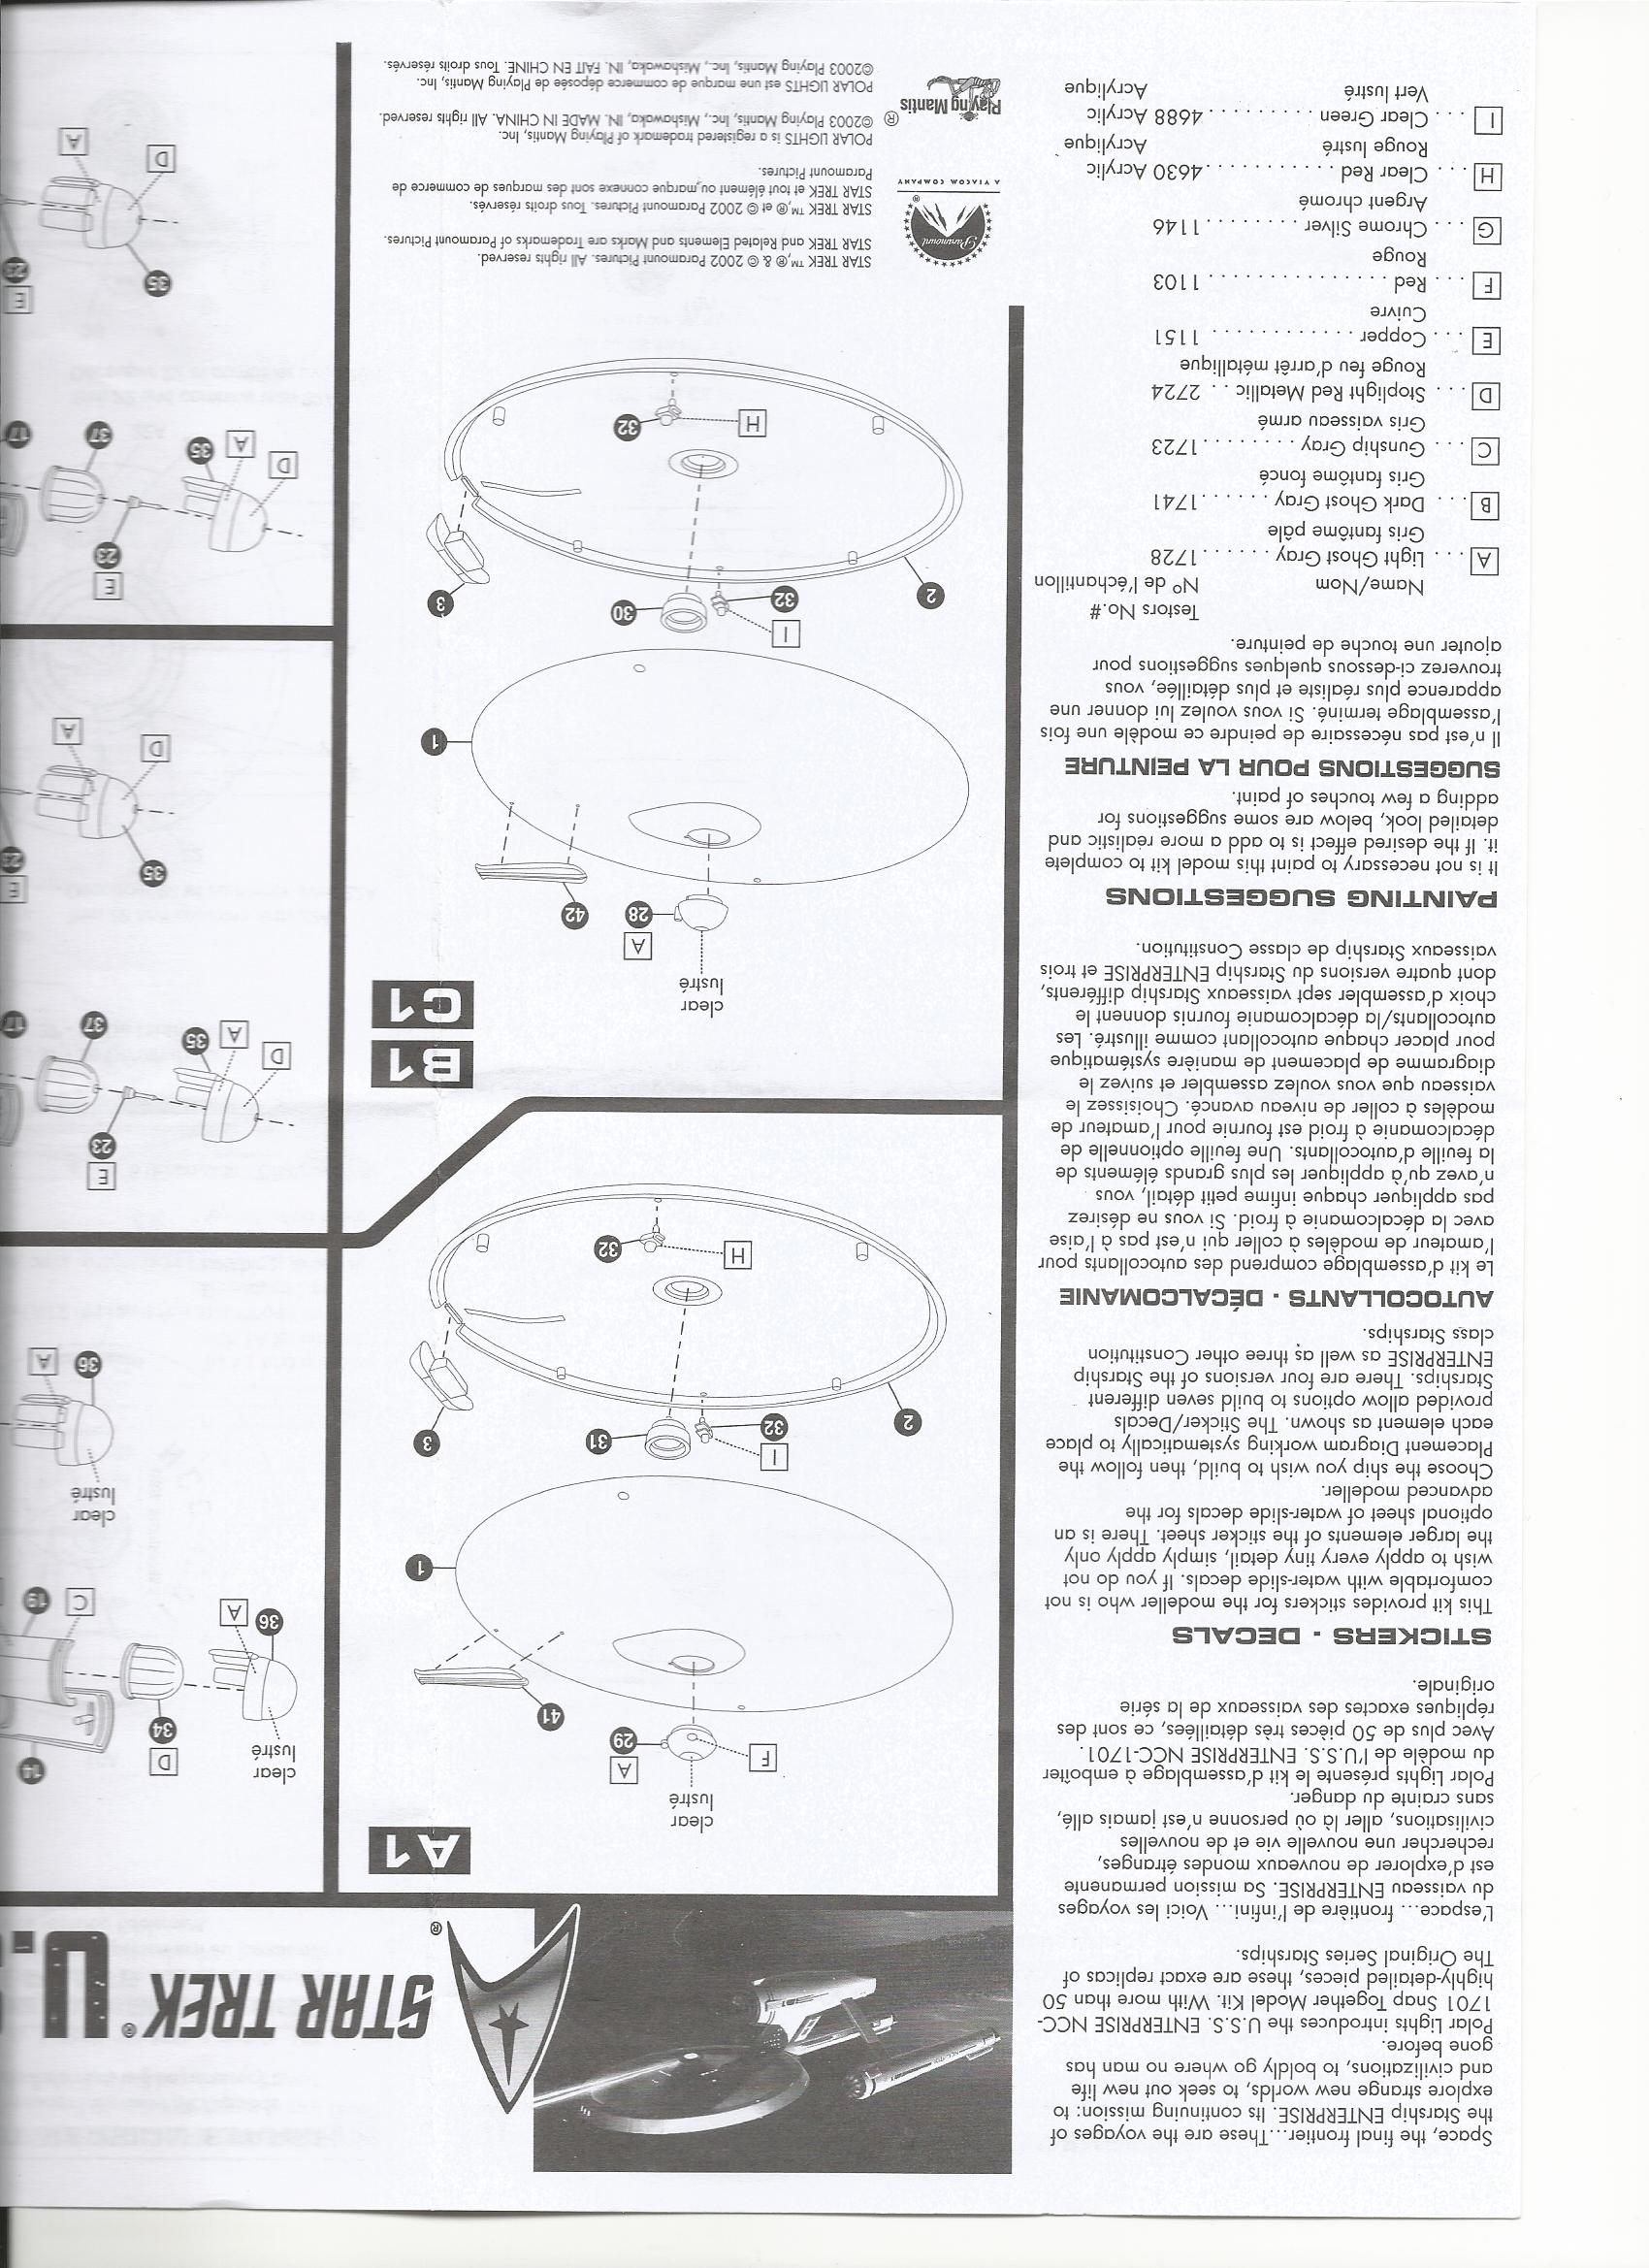 Space, the final frontier...These are the voyages of
the Starship ENTERPRISE. Its continuing mission: to
explore strange new worlds, to seek out new life
and civilizations, to boldly go where no man has
gone before.
Polar Lights introduces the U.S.S. ENTERPRISE NCC-
1701 Snap Together Model Kit. With more than 50
highly-detailed pieces, these are exact replicas of
The Original Series Starships.
L'espace... frontière de l'infini... Voici les voyages
du vaisseau ENTERPRISE. Sa mission permanente
est d'explorer de nouveaux mondes étranges,
rechercher une nouvelle vie et de nouvelles
civilisations, aller là où personne n'est jamais allé,
sans crainte du danger.
Polar Lights présente le kit d'assemblage à emboîter
du modèle de l'U.S.S. ENTERPRISE NCC-1701.
Avec plus de 50 pièces très détaillées, ce sont des
répliques exactes des vaisseaux de la série
originale.
STICKERS - DECALS
This kit provides stickers for the modeller who is not
comfortable with water-slide decals. If you do not
wish to apply every tiny detail, simply apply only
the larger elements of the sticker sheet. There is an
optional sheet of water-slide decals for the
advanced modeller.
Choose the ship you wish to build, then follow the
Placement Diagram working systematically to place
each element as shown. The Sticker/Decals
provided allow options to build seven different
Starships. There are four versions of the Starship
ENTERPRISE as well as three other Constitution
class Starships.
AUTOCOLLANTS - DÉCALCOMANIE
Le kit d'assemblage comprend des autocollants pour
l'amateur de modèles à coller qui n'est pas à l'aise
avec la décalcomanie à froid. Si vous ne désirez
pas appliquer chaque infime petit détail, vous
n'avez qu'à appliquer les plus grands éléments de
la feuille d'autocollants. Une feuille optionnelle de
décalcomanie à froid est fournie pour l'amateur de
modèles à coller de niveau avancé. Choisissez le
vaisseau que vous voulez assembler et suivez le
diagramme de placement de manière systématique
pour placer chaque autocollant comme illustré. Les
autocollants/la décalcomanie fournis donnent le
choix d'assembler sept vaisseaux Starship différents,
dont quatre versions du Starship ENTERPRISE et trois
vaisseaux Starship de classe Constitution.
PAINTING SUGGESTIONS
It is not necessary to paint this model kit to complete
it. If the desired effect is to add a more realistic and
detailed look, below are some suggestions for
adding a few touches of paint.
SUGGESTIONS POUR LA PEINTURE
Il n'est pas nécessaire de peindre ce modèle une fois
l'assemblage terminé. Si vous voulez lui donner une
apparence plus réaliste et plus détaillée, vous
trouverez ci-dessous quelques suggestions pour
ajouter une touche de peinture.
Testors No.#
Name/Nom N° de l'échantillon
A . . . Light Ghost Gray . . . . . . 1728
Gris fantôme pâle
B . . . Dark Ghost Gray . . . . . . 1741
Gris fantôme foncé
C . . . Gunship Gray . . . . . . . . 1723
Gris vaisseau armé
D . . . Stoplight Red Metallic . . 2724
Rouge feu d'arrêt métallique
E . . . Copper . . . . . . . . . . . . 1151
Cuivre
F . . . Red . . . . . . . . . . . . . . . 1103
Rouge
G . . . Chrome Silver . . . . . . . . 1146
Argent chromé
H . . . Clear Red . . . . . . . . . . . 4630 Acrylic
Rouge lustré Acrylique
I . . . Clear Green . . . . . . . . . 4688 Acrylic
Vert lustré Acrylique
STAR TREK® U.
®
A1
clear
lustré
A
29
F
41
1
31
I
32
3
2
32
H
B1
C1
clear
lustré
A
28
42
1
30
I
32
3
2
32
H
Paramount
®
A VIACOM COMPANY
STAR TREK ™,® & © 2002 Paramount Pictures. All rights reserved.
STAR TREK and Related Elements and Marks are Trademarks of Paramount Pictures.
STAR TREK ™,® et © 2002 Paramount Pictures. Tous droits réservés.
STAR TREK et tout élément ou marque connexe sont des marques de commerce de
Paramount Pictures.
Playing Mantis ®
POLAR LIGHTS is a registered trademark of Playing Mantis, Inc.
©2003 Playing Mantis, Inc., Mishawaka, IN. MADE IN CHINA. All rights reserved.
POLAR LIGHTS est une marque de commerce déposée de Playing Mantis, Inc.
©2003 Playing Mantis, Inc., Mishawaka, IN. FAIT EN CHINE. Tous droits réservés.
clear
lustré
14
D
34
36
A
C
19
clear
lustré
36
A
E
23
D
A
35
37
17
E
23
35
D
A
E
23
D
A
35
37
17
E
23
35
D
A